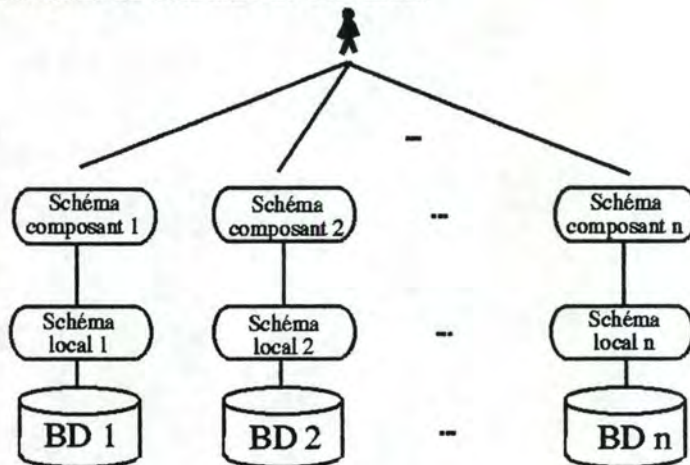 Schéma
composant 1
Schéma
composant 2
...
Schéma
composant n
Schéma
local 1
Schéma
local 2
...
Schéma
local n
BD 1
BD 2
...
BD n